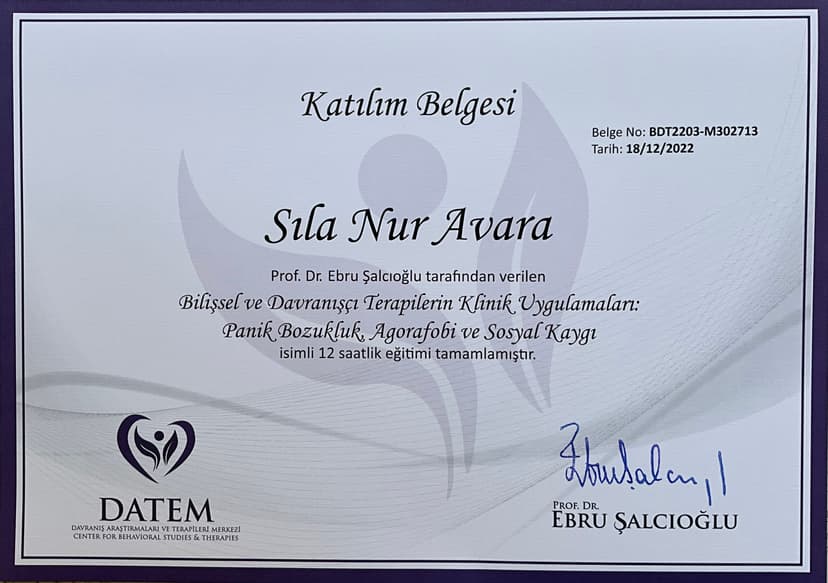 Katılım Belgesi
Belge No: BDT2203-M302713
Tarih: 18/12/2022
Sıla Nur Avara
Prof. Dr. Ebru Şalcıoğlu tarafından verilen
Bilişsel ve Davranışçı Terapilerin Klinik Uygulamaları:
Panik Bozukluk, Agorafobi ve Sosyal Kaygı
isimli 12 saatlik eğitimi tamamlamıştır.
DATEM
DAVRANIŞ ARAŞTIRMALARI VE TERAPİLERİ MERKEZİ
CENTER FOR BEHAVIORAL STUDIES & THERAPIES
PROF. DR.
EBRU ŞALCIOĞLU